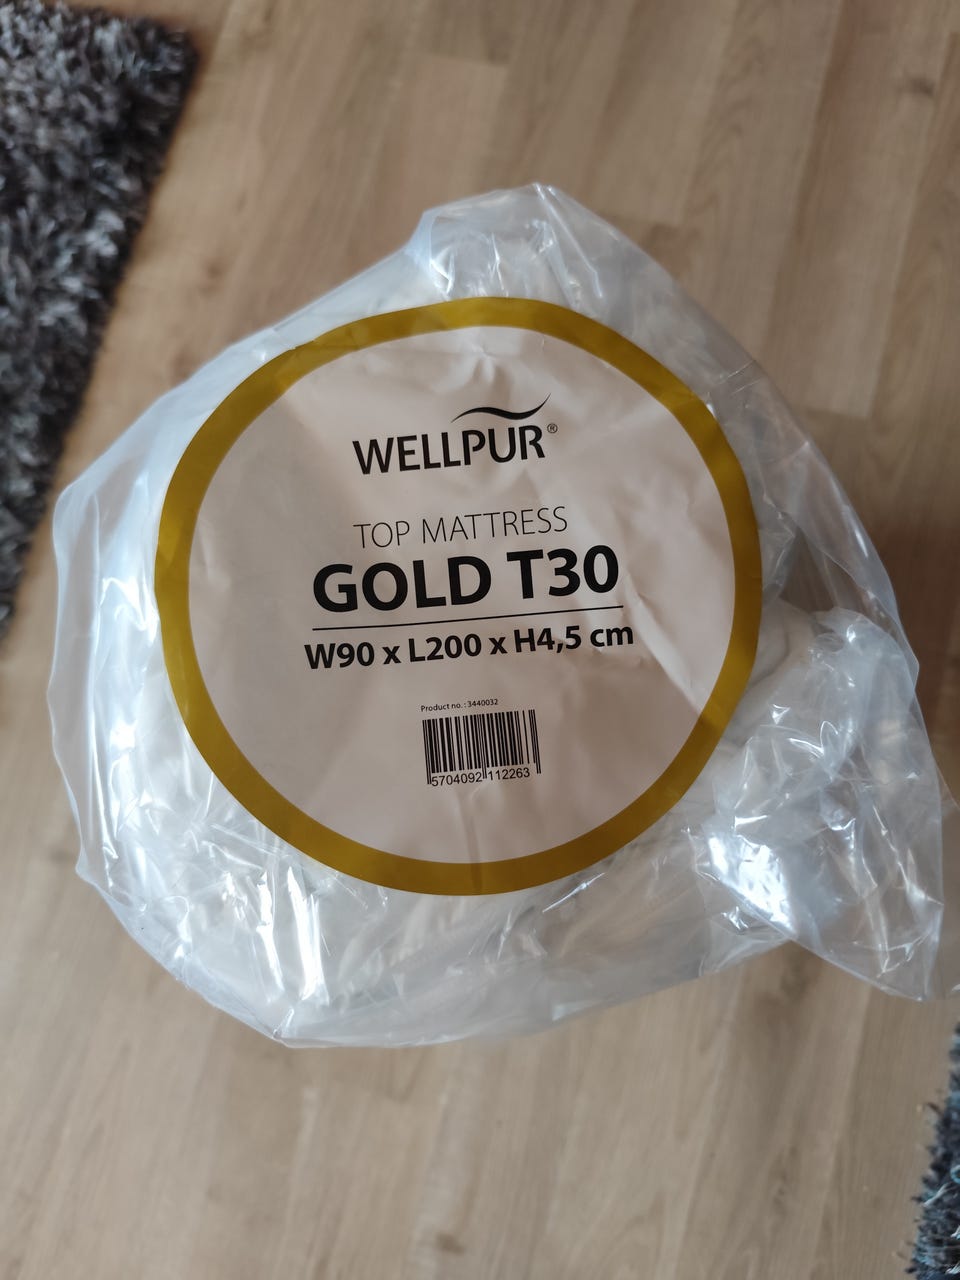 WELLPUR®
TOP MATTRESS
GOLD T30
W90 x L200 x H4,5 cm
Product no. : 3440032
5704092 112263